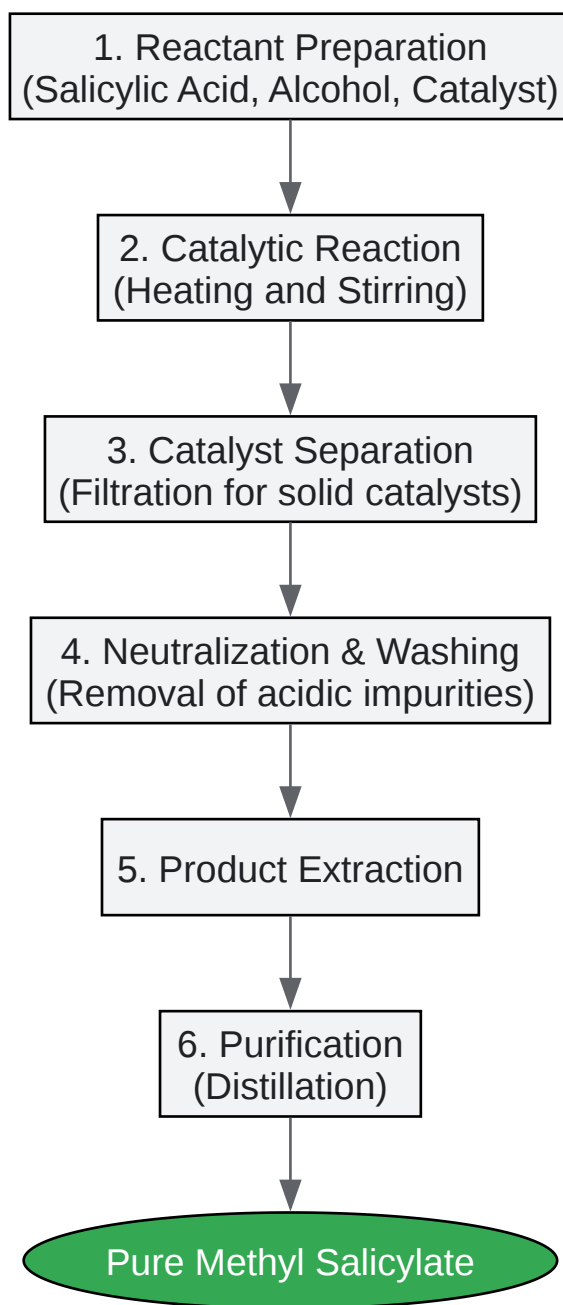 1. Reactant Preparation
(Salicylic Acid, Alcohol, Catalyst)
2. Catalytic Reaction
(Heating and Stirring)
3. Catalyst Separation
(Filtration for solid catalysts)
4. Neutralization & Washing
(Removal of acidic impurities)
5. Product Extraction
6. Purification
(Distillation)
Pure Methyl Salicylate